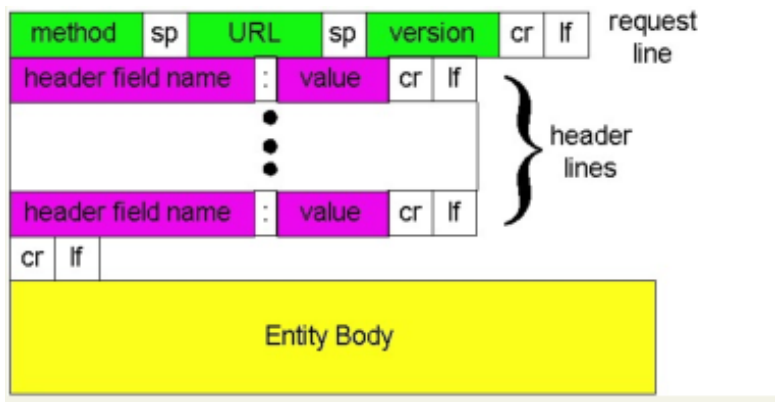 method sp URL sp version cr lf request line
header field name : value cr lf
header lines
header field name : value cr lf
cr lf
Entity Body